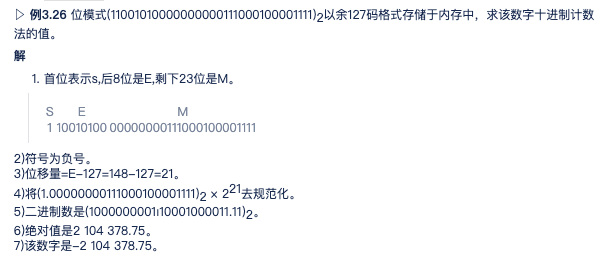 ▷ 例3.26 位模式(11001010000000000111000100001111)2以余127码格式存储于内存中，求该数字十进制计数
法的值。
解
1. 首位表示s,后8位是E,剩下23位是M。
S E M
1 10010100 00000000111000100001111
2)符号为负号。
3)位移量=E−127=148−127=21。
4)将(1.00000000111000100001111)2 × 2^21去规范化。
5)二进制数是(1000000001110001000011.11)2。
6)绝对值是2 104 378.75。
7)该数字是−2 104 378.75。